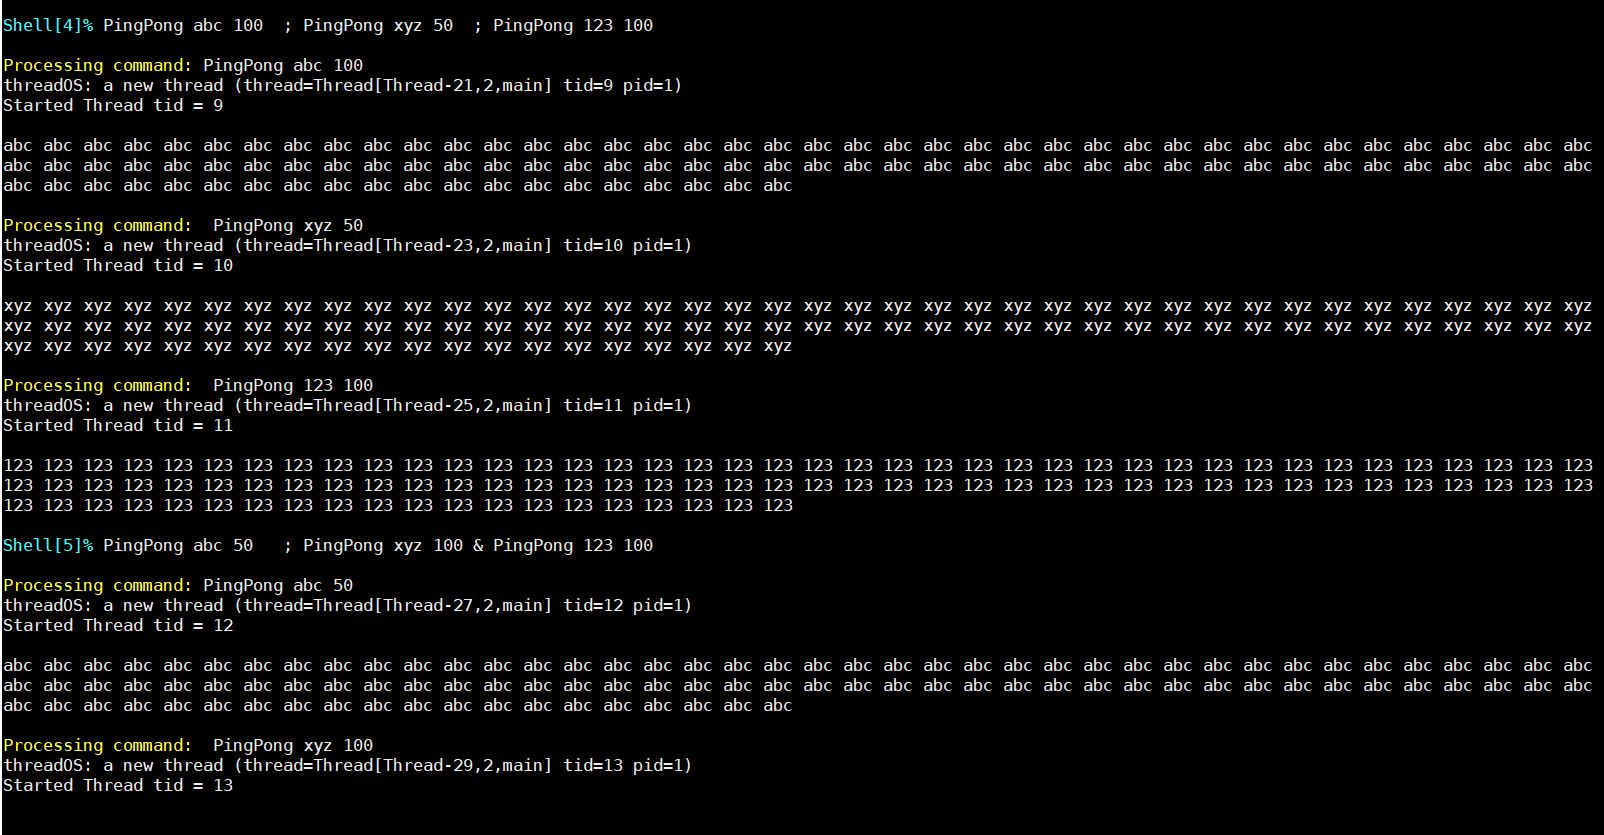 Shell[4]% PingPong abc 100  ; PingPong xyz 50  ; PingPong 123 100
Processing command: PingPong abc 100
threadOS: a new thread (thread=Thread[Thread-21,2,main] tid=9 pid=1)
Started Thread tid = 9
abc abc abc abc abc abc abc abc abc abc abc abc abc abc abc abc abc abc abc abc abc abc abc abc abc abc abc abc abc abc abc abc abc abc abc abc abc abc abc abc
abc abc abc abc abc abc abc abc abc abc abc abc abc abc abc abc abc abc abc abc abc abc abc abc abc abc abc abc abc abc abc abc abc abc abc abc abc abc abc abc
abc abc abc abc abc abc abc abc abc abc abc abc abc abc abc abc abc abc abc abc
Processing command:  PingPong xyz 50
threadOS: a new thread (thread=Thread[Thread-23,2,main] tid=10 pid=1)
Started Thread tid = 10
xyz xyz xyz xyz xyz xyz xyz xyz xyz xyz xyz xyz xyz xyz xyz xyz xyz xyz xyz xyz xyz xyz xyz xyz xyz xyz xyz xyz xyz xyz xyz xyz xyz xyz xyz xyz xyz xyz xyz xyz
xyz xyz xyz xyz xyz xyz xyz xyz xyz xyz xyz xyz xyz xyz xyz xyz xyz xyz xyz xyz xyz xyz xyz xyz xyz xyz xyz xyz xyz xyz xyz xyz xyz xyz xyz xyz xyz xyz xyz xyz
xyz xyz xyz xyz xyz xyz xyz xyz xyz xyz xyz xyz xyz xyz xyz xyz xyz xyz xyz xyz
Processing command:  PingPong 123 100
threadOS: a new thread (thread=Thread[Thread-25,2,main] tid=11 pid=1)
Started Thread tid = 11
123 123 123 123 123 123 123 123 123 123 123 123 123 123 123 123 123 123 123 123 123 123 123 123 123 123 123 123 123 123 123 123 123 123 123 123 123 123 123 123
123 123 123 123 123 123 123 123 123 123 123 123 123 123 123 123 123 123 123 123 123 123 123 123 123 123 123 123 123 123 123 123 123 123 123 123 123 123 123 123
123 123 123 123 123 123 123 123 123 123 123 123 123 123 123 123 123 123 123 123
Shell[5]% PingPong abc 50   ; PingPong xyz 100 & PingPong 123 100
Processing command: PingPong abc 50
threadOS: a new thread (thread=Thread[Thread-27,2,main] tid=12 pid=1)
Started Thread tid = 12
abc abc abc abc abc abc abc abc abc abc abc abc abc abc abc abc abc abc abc abc abc abc abc abc abc abc abc abc abc abc abc abc abc abc abc abc abc abc abc abc
abc abc abc abc abc abc abc abc abc abc abc abc abc abc abc abc abc abc abc abc abc abc abc abc abc abc abc abc abc abc abc abc abc abc abc abc abc abc abc abc
abc abc abc abc abc abc abc abc abc abc abc abc abc abc abc abc abc abc abc abc
Processing command:  PingPong xyz 100
threadOS: a new thread (thread=Thread[Thread-29,2,main] tid=13 pid=1)
Started Thread tid = 13